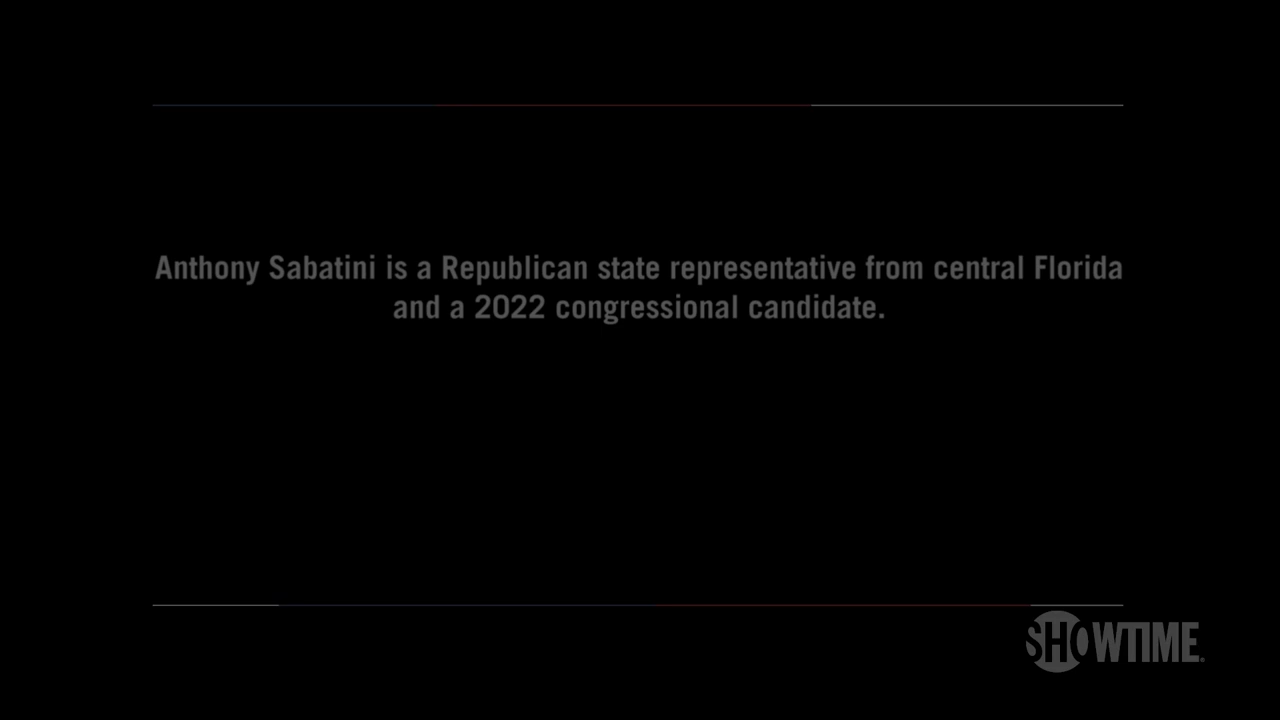 Anthony Sabatini is a Republican state representative from central Florida
and a 2022 congressional candidate.
SHOWTIME